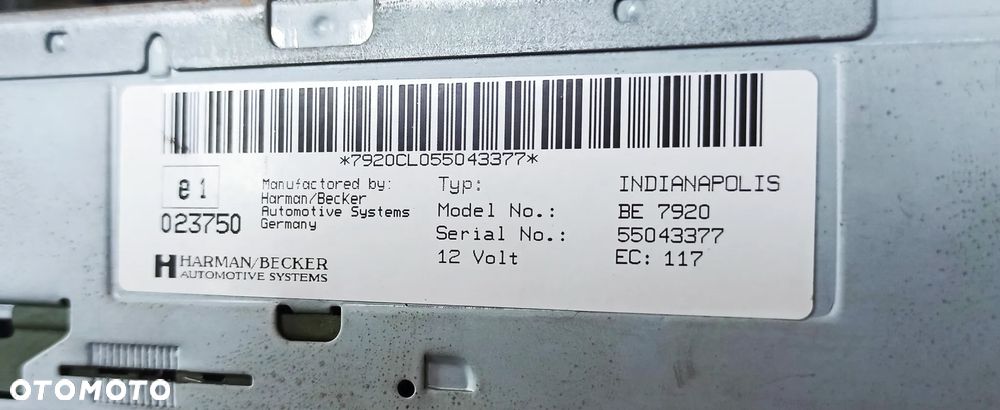 *7920CL055043377*
e1
023750
Manufactored by:
Harman/Becker
Automotive Systems
Germany
HARMAN/BECKER
AUTOMOTIVE SYSTEMS
Typ: INDIANAPOLIS
Model No.: BE 7920
Serial No.: 55043377
12 Volt EC: 117
OTOMOTO